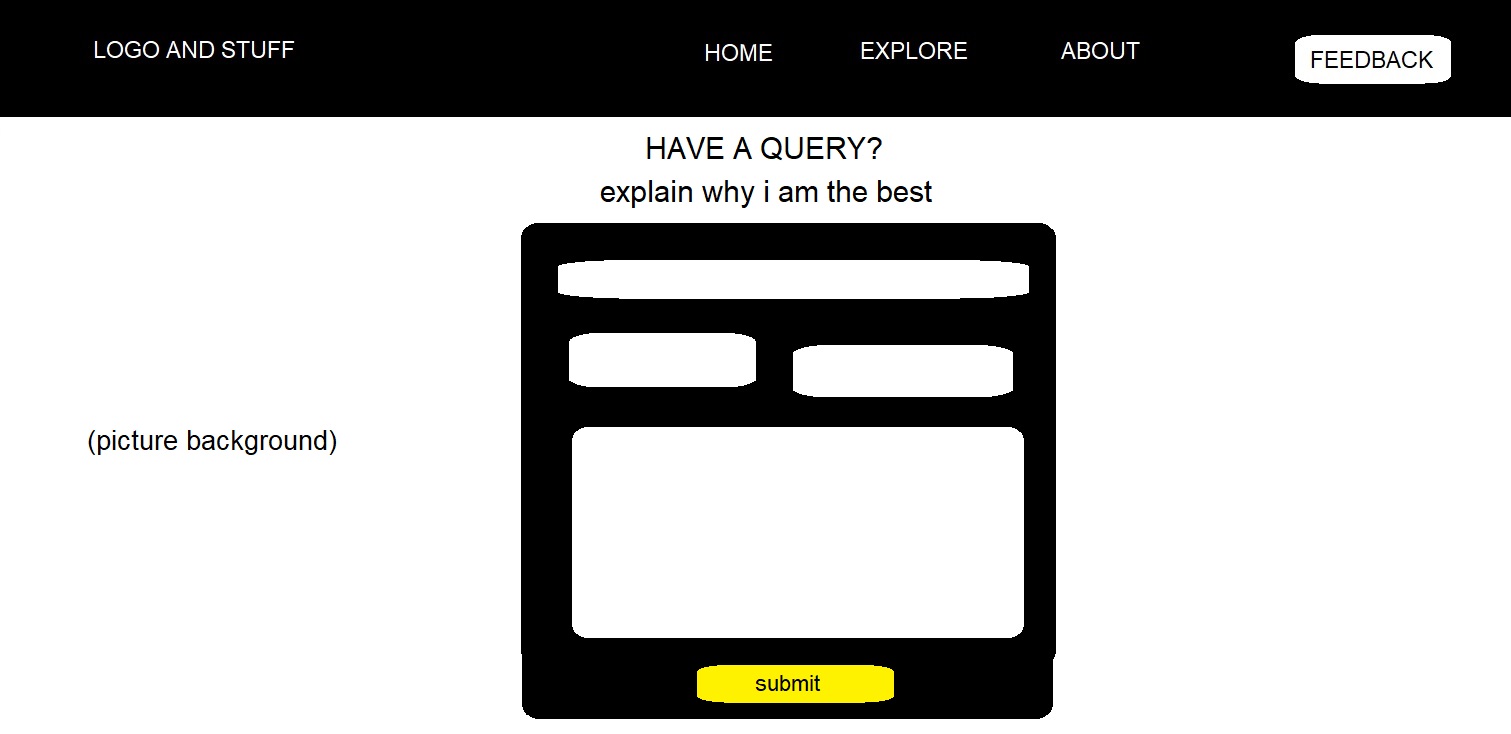 LOGO AND STUFF
HOME
EXPLORE
ABOUT
FEEDBACK
HAVE A QUERY?
explain why i am the best
(picture background)
submit